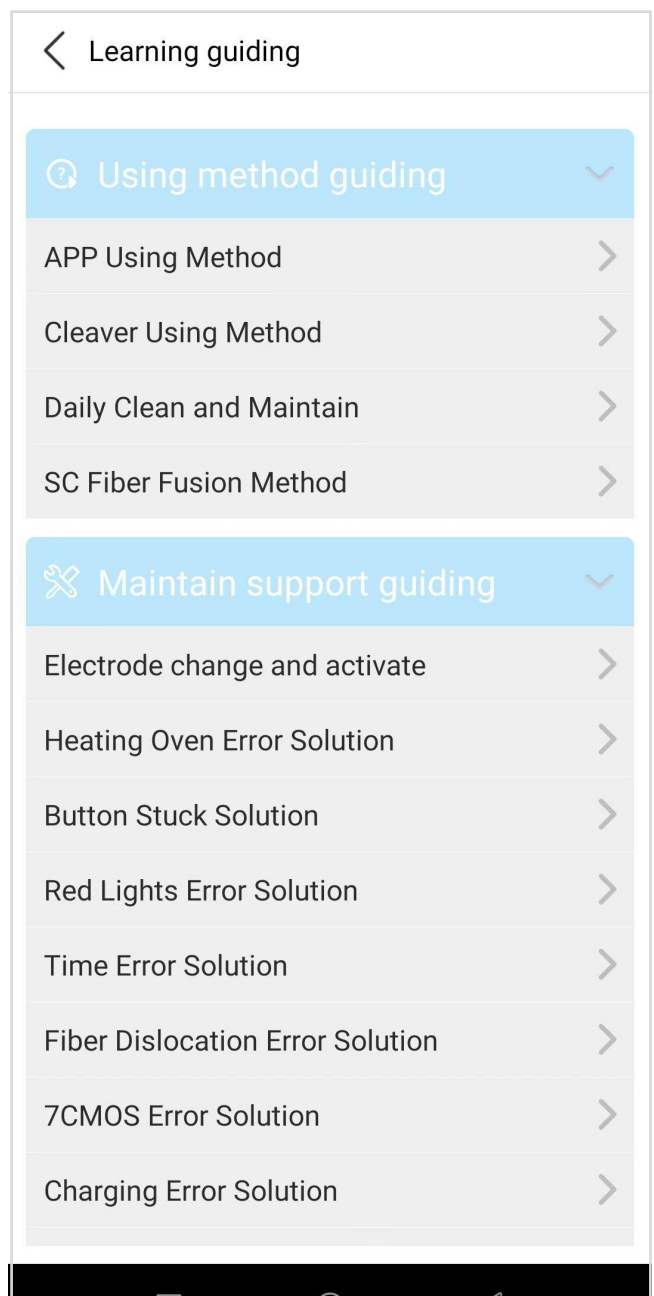 Learning guiding
Using method guiding
APP Using Method
Cleaver Using Method
Daily Clean and Maintain
SC Fiber Fusion Method
Maintain support guiding
Electrode change and activate
Heating Oven Error Solution
Button Stuck Solution
Red Lights Error Solution
Time Error Solution
Fiber Dislocation Error Solution
7CMOS Error Solution
Charging Error Solution